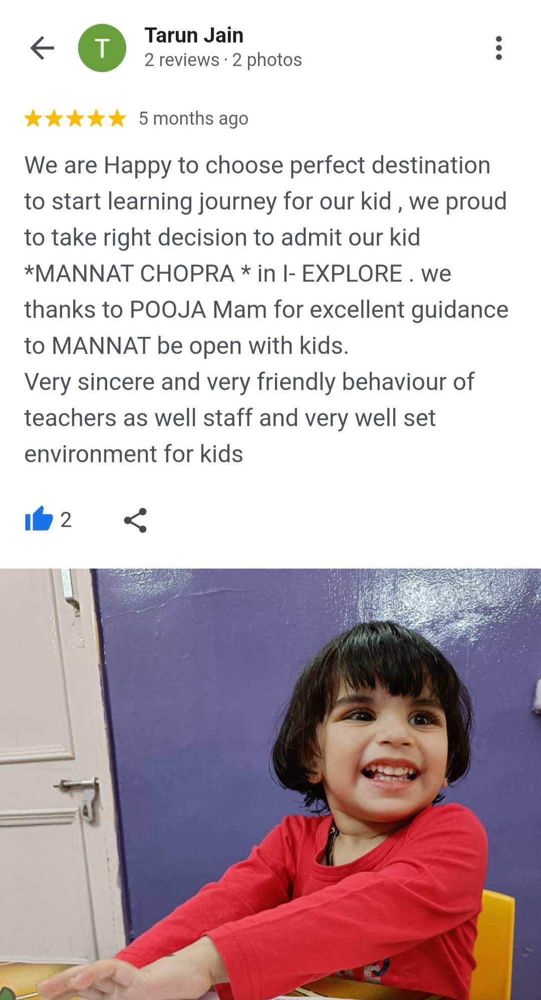 T
Tarun Jain
2 reviews · 2 photos
5 months ago
We are Happy to choose perfect destination
to start learning journey for our kid , we proud
to take right decision to admit our kid
*MANNAT CHOPRA * in I- EXPLORE . we
thanks to POOJA Mam for excellent guidance
to MANNAT be open with kids.
Very sincere and very friendly behaviour of
teachers as well staff and very well set
environment for kids
2